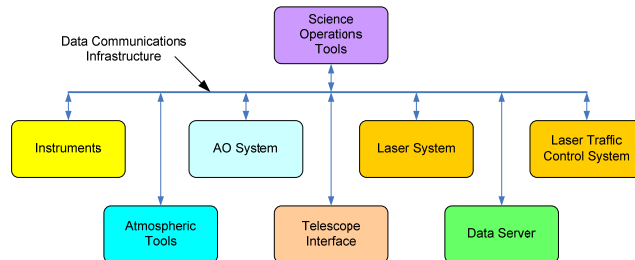 Science
Operations
Tools
Data Communications
Infrastructure
Instruments
AO System
Laser System
Laser Traffic
Control System
Atmospheric
Tools
Telescope
Interface
Data Server